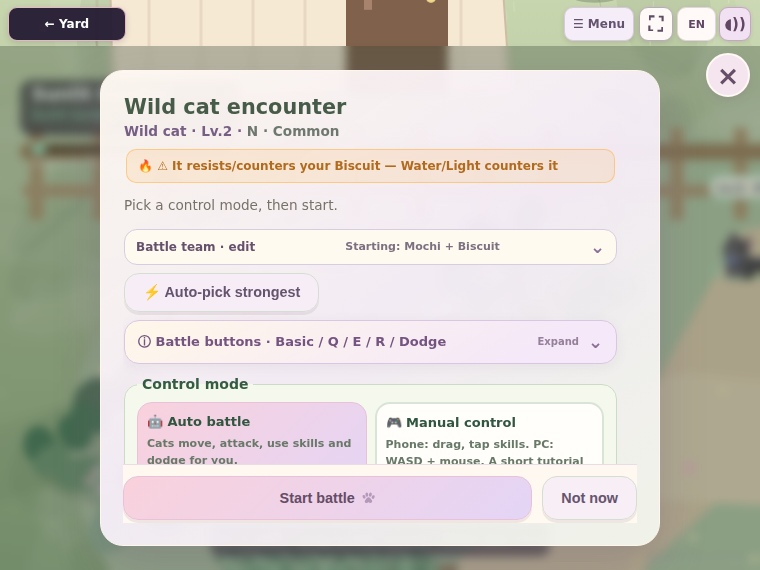 ← Yard
☰ Menu
EN
Wild cat encounter
Wild cat · Lv.2 · N · Common
🔥 ⚠ It resists/counters your Biscuit — Water/Light counters it
Pick a control mode, then start.
Battle team · edit
Starting: Mochi + Biscuit
⚡ Auto-pick strongest
ⓘ Battle buttons · Basic / Q / E / R / Dodge
Expand
Control mode
🤖 Auto battle
Cats move, attack, use skills and
dodge for you.
🎮 Manual control
Phone: drag, tap skills. PC:
WASD + mouse. A short tutorial
Start battle 🐾
Not now